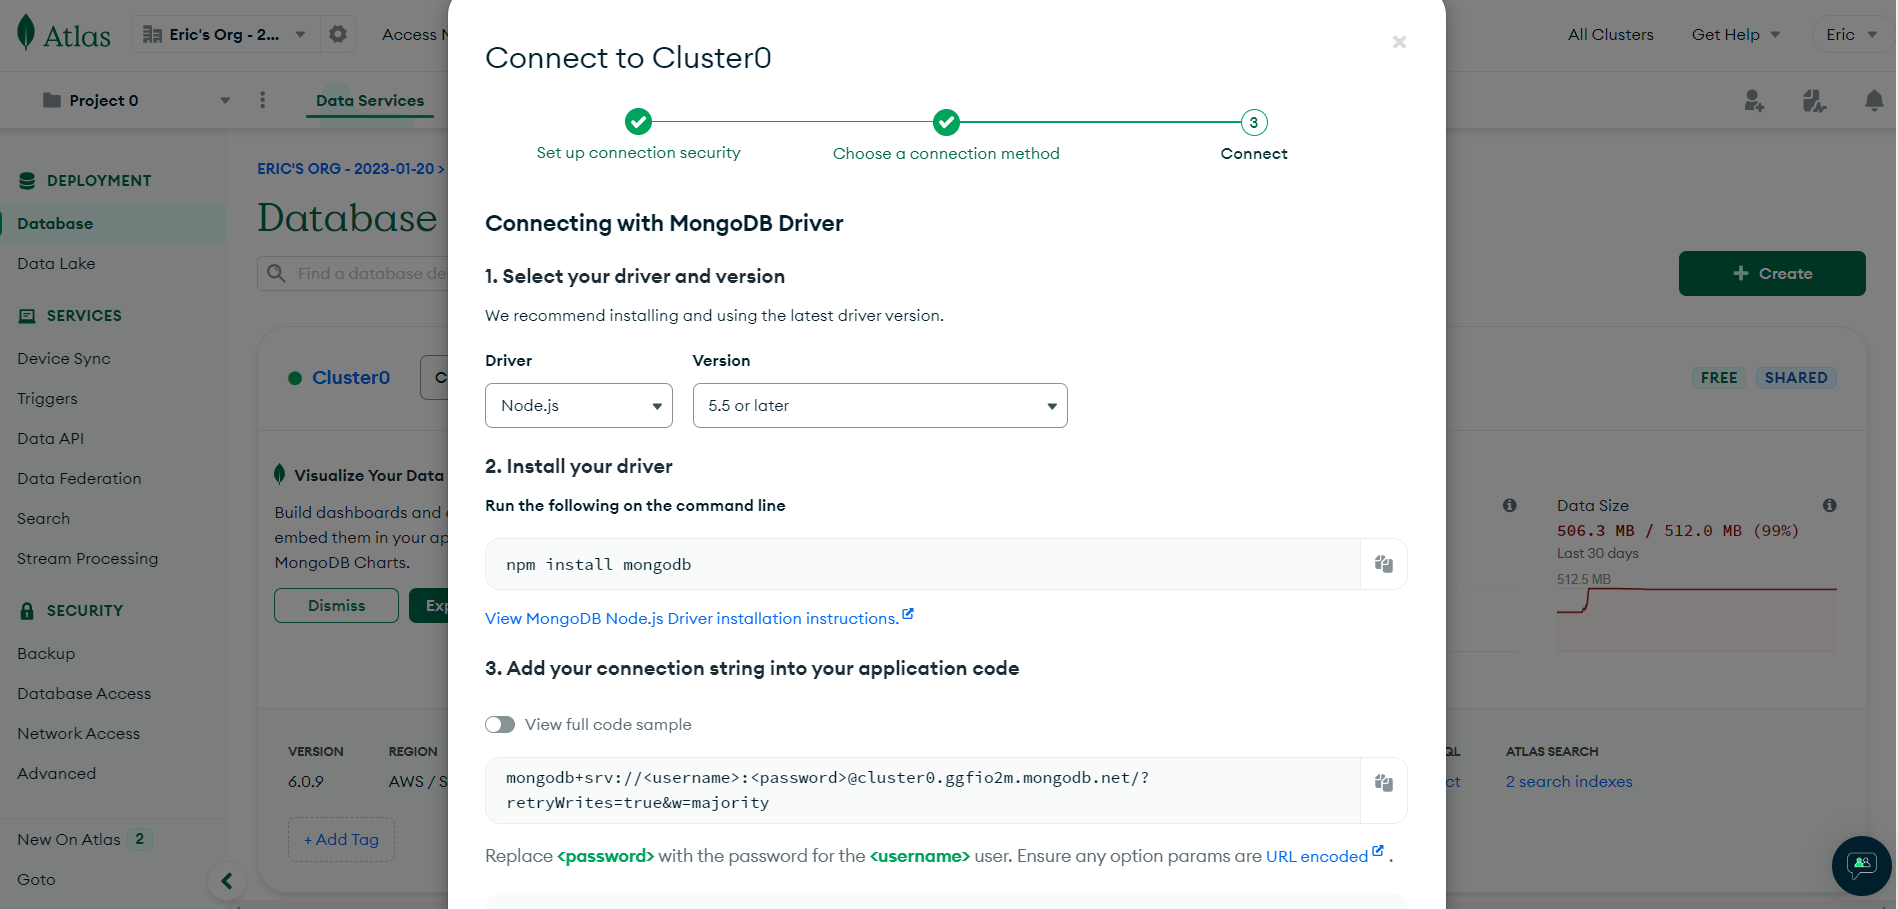 Atlas
Eric's Org - 2...
Access
All Clusters
Get Help
Eric
Project 0
Data Services
DEPLOYMENT
Database
Data Lake
SERVICES
Device Sync
Triggers
Data API
Data Federation
Search
Stream Processing
SECURITY
Backup
Database Access
Network Access
Advanced
New On Atlas 2
Goto
ERIC'S ORG - 2023-01-20 >
Database
Find a database de
Create
Cluster0
FREE
SHARED
Visualize Your Data
Build dashboards and
embed them in your
MongoDB Charts.
Dismiss
VERSION
6.0.9
REGION
AWS /
+ Add Tag
Connect to Cluster0
Set up connection security
Choose a connection method
3
Connect
Connecting with MongoDB Driver
1. Select your driver and version
We recommend installing and using the latest driver version.
Driver
Version
Node.js
5.5 or later
2. Install your driver
Run the following on the command line
npm install mongodb
View MongoDB Node.js Driver installation instructions.
3. Add your connection string into your application code
View full code sample
mongodb+srv://<username>:<password>@cluster0.ggfio2m.mongodb.net/?
retryWrites=true&w=majority
Replace <password> with the password for the <username> user. Ensure any option params are URL encoded .
Data Size
506.3 MB / 512.0 MB (99%)
Last 30 days
512.5 MB
ATLAS SEARCH
2 search indexes